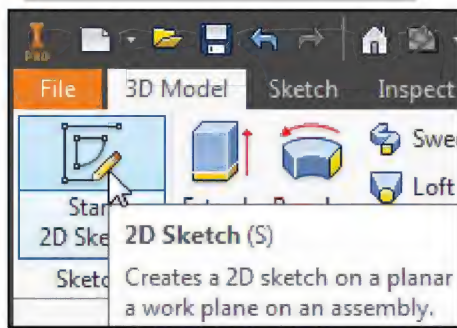 PRO
File 3D Model Sketch Inspect
Swee
Loft
Star
2D Ske
2D Sketch (S)
Sketc
Creates a 2D sketch on a planar
a work plane on an assembly.